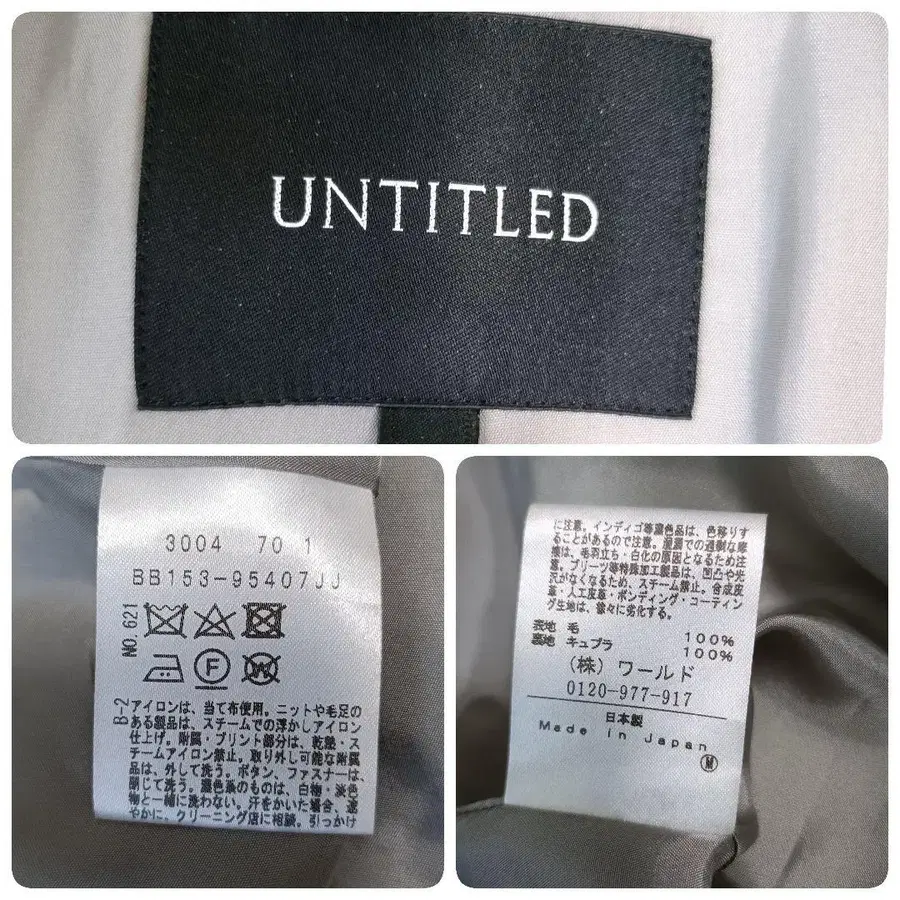 UNTITLED
3004 70 1
BB153-95407JJ
NO.621
F
W
B-2
アイロンは、当て布使用。ニットや毛足の
ある製品は、スチームでの浮かしアイロン
仕上げ。附属・プリント部分は、乾熱・ス
チームアイロン禁止。取り外し可能な附属
品は、外して洗う。ボタン、ファスナーは、
閉じて洗う。濃色系のものは、白物・淡色
物と一緒に洗わない。汗をかいた場合、速
やかに、クリーニング店に相談。引っかけ
に注意。インディゴ等濃色品は、色移りす
ることがあるので注意。湿潤での過剰な摩
擦は、毛羽立ち・白化の原因となるため注
意。プリーツ等特殊加工製品は、凹凸や光
沢がなくなるため、スチーム禁止。合成皮
革・人工皮革・ボンディング・コーティン
グ生地は、徐々に劣化する。
表地 毛 100%
裏地 キュプラ 100%
(株)ワールド
0120-977-917
日本製
Made in Japan
M